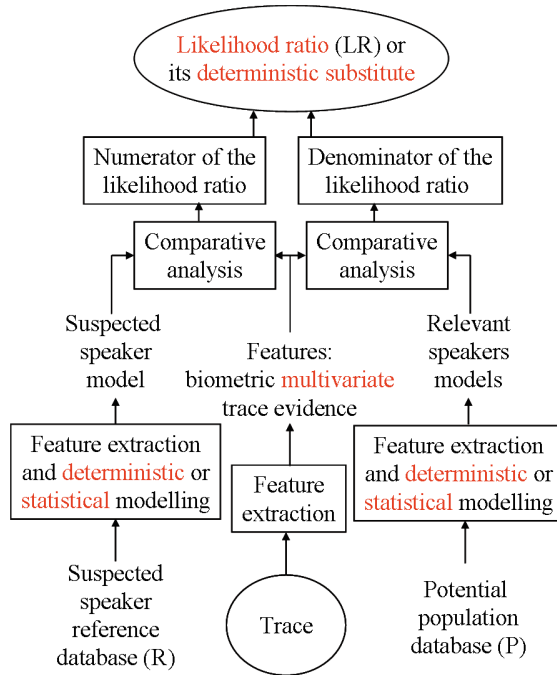 Likelihood ratio (LR) or
its deterministic substitute
Numerator of the
likelihood ratio
Denominator of the
likelihood ratio
Comparative
analysis
Comparative
analysis
Suspected
speaker
model
Features:
biometric multivariate
trace evidence
Relevant
speakers
models
Feature extraction
and deterministic or
statistical modelling
Feature
extraction
Feature extraction
and deterministic or
statistical modelling
Suspected
speaker
reference
database (R)
Trace
Potential
population
database (P)